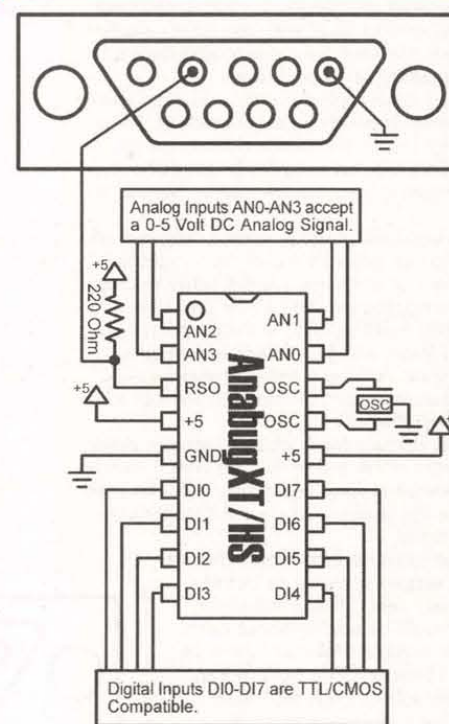 Analog Inputs AN0-AN3 accept
a 0-5 Volt DC Analog Signal.
+5
220 Ohm
AN2
AN1
AN3
AN0
RSO
OSC
OSC
+5
+5
OSC
GND
+5
DI0
DI7
DI1
DI6
DI2
DI5
DI3
DI4
AnabugXT/HS
Digital Inputs DI0-DI7 are TTL/CMOS
Compatible.